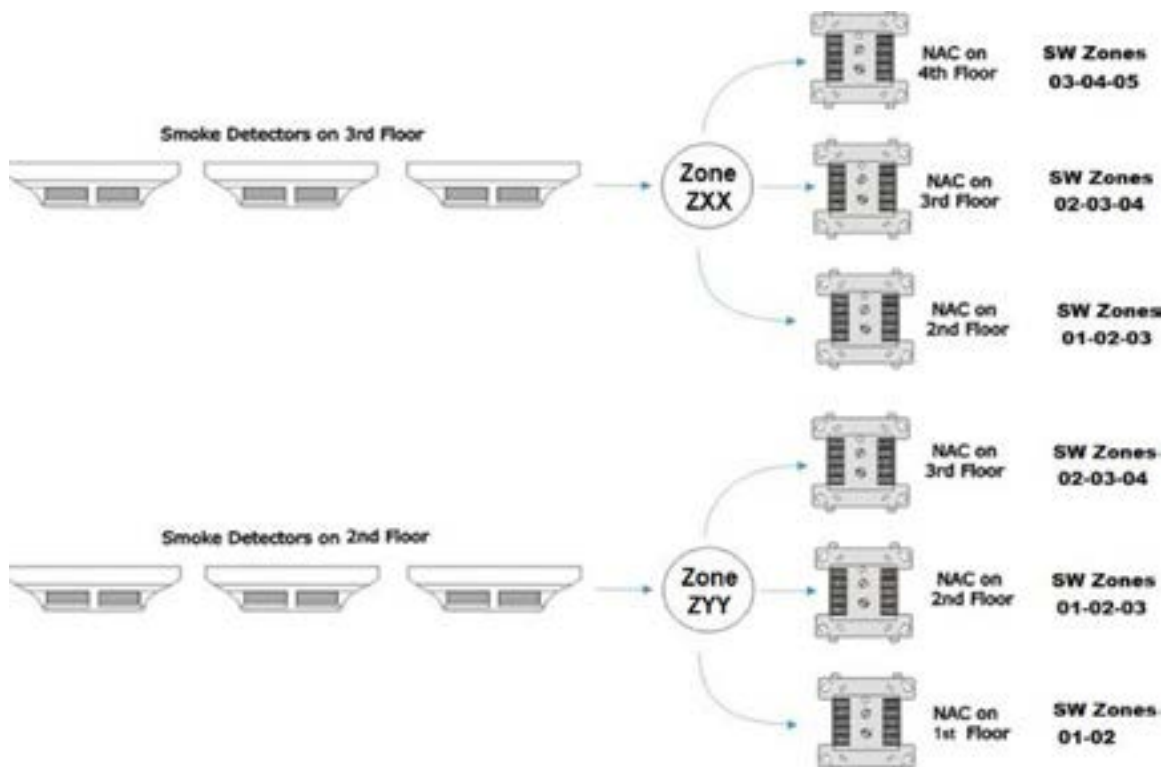 NAC on
4th Floor
SW Zones
03-04-05
Smoke Detectors on 3rd Floor
Zone
ZXX
NAC on
3rd Floor
SW Zones
02-03-04
NAC on
2nd Floor
SW Zones
01-02-03
NAC on
3rd Floor
SW Zones
02-03-04
Smoke Detectors on 2nd Floor
Zone
ZYY
NAC on
2nd Floor
SW Zones
01-02-03
NAC on
1st Floor
SW Zones
01-02